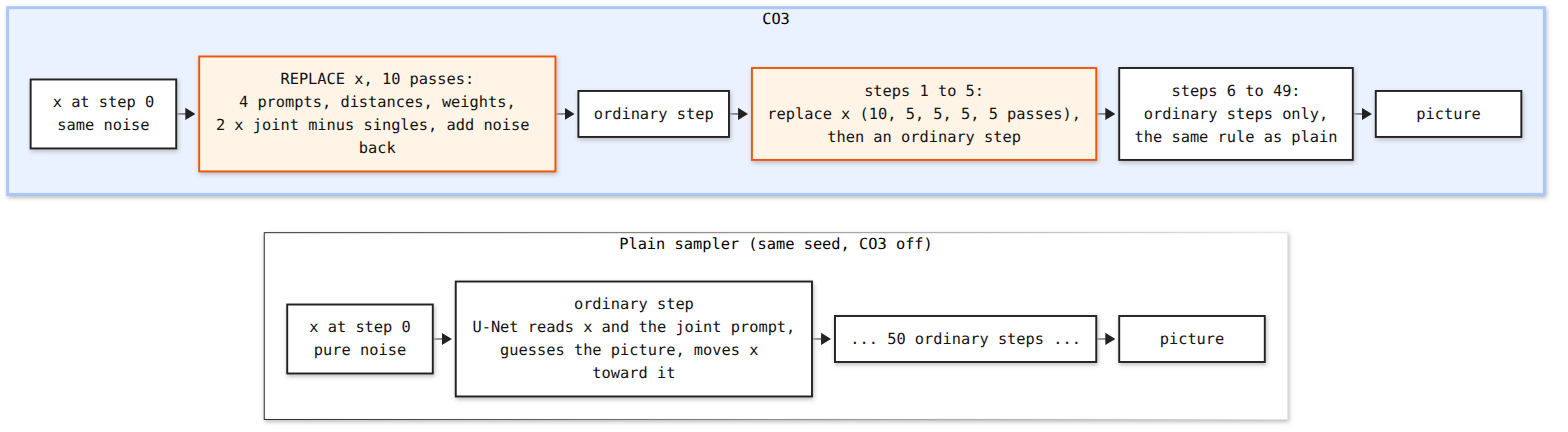 CO3
x at step 0
same noise
REPLACE x, 10 passes:
4 prompts, distances, weights,
2 x joint minus singles, add noise
back
ordinary step
steps 1 to 5:
replace x (10, 5, 5, 5, 5 passes),
then an ordinary step
steps 6 to 49:
ordinary steps only,
the same rule as plain
picture
Plain sampler (same seed, CO3 off)
x at step 0
pure noise
ordinary step
U-Net reads x and the joint prompt,
guesses the picture, moves x
toward it
... 50 ordinary steps ...
picture